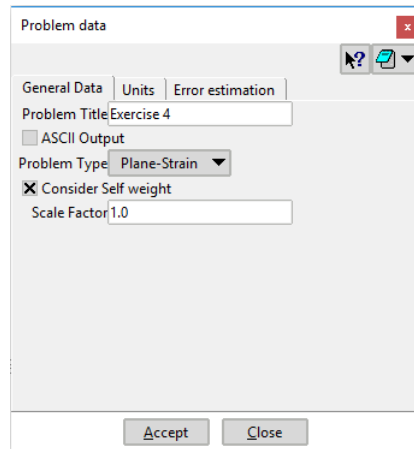 Problem data
x
?
General Data Units Error estimation
Problem Title Exercise 4
ASCII Output
Problem Type Plane-Strain
Consider Self weight
Scale Factor 1.0
Accept Close